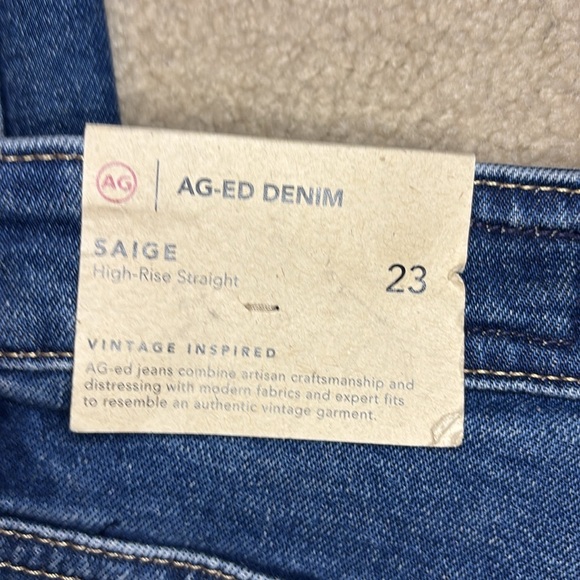 AG
AG-ED DENIM
SAIGE
High-Rise Straight
23
VINTAGE INSPIRED
AG-ed jeans combine artisan craftsmanship and
distressing with modern fabrics and expert fits
to resemble an authentic vintage garment.